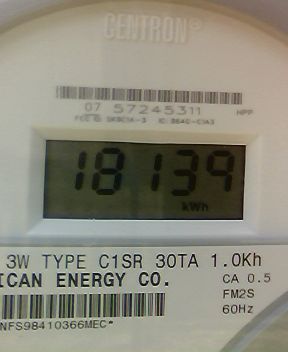 CENTRON®
07 57245311 HPP
18139
kWh
3W TYPE C1SR 30TA 1.0Kh
ICAN ENERGY CO. CA 0.5
FM2S
60Hz
NFS98410366MEC*